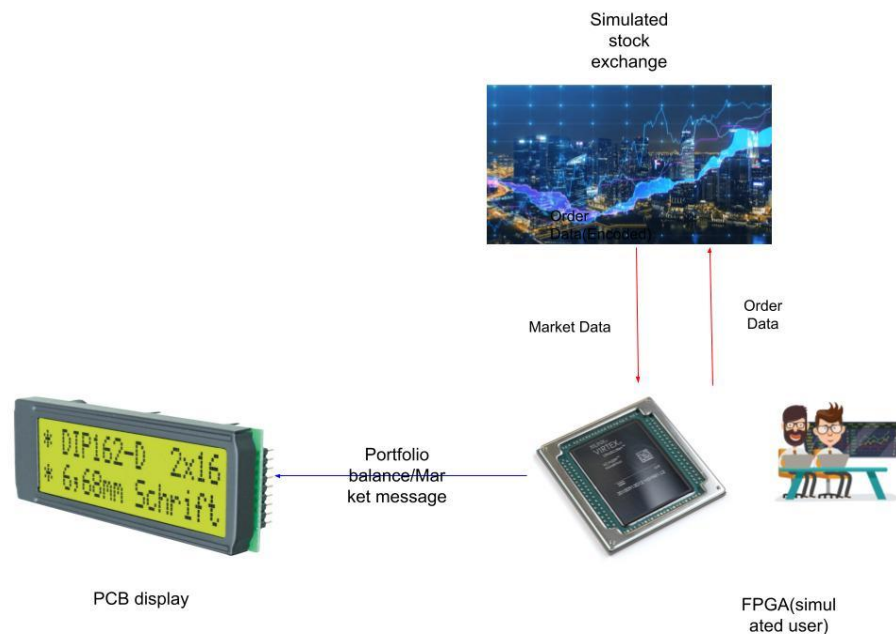 Simulated
stock
exchange
Order
Data(Encoded)
Market Data
Order
Data
* DIP162-D 2x16
* 6,68mm Schrift
Portfolio
balance/Mar
ket message
VIRTEX
PCB display
FPGA(simul
ated user)